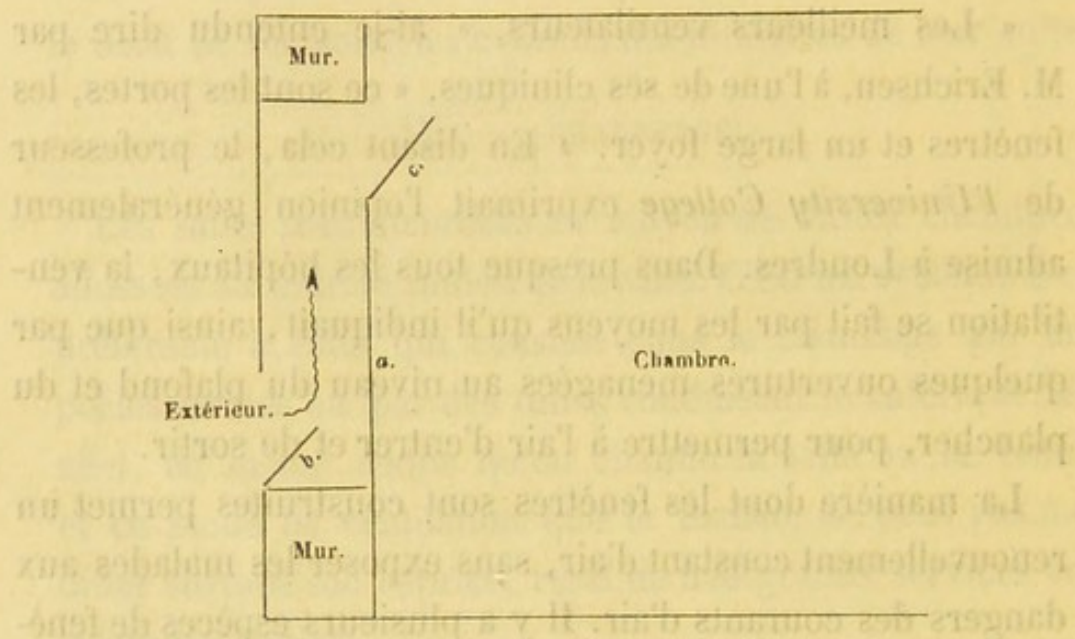 « Les meilleurs ventilateurs, » ai-je entendu dire par
M. Erichsen, à l'une de ses cliniques, « ce sont les portes, les
fenêtres et un large foyer. » En disant cela, le professeur
de l'University College exprimait l'opinion généralement
admise à Londres. Dans presque tous les hôpitaux, la ven-
tilation se fait par les moyens qu'il indiquait, ainsi que par
quelques ouvertures ménagées au niveau du plafond et du
plancher, pour permettre à l'air d'entrer et de sortir.
La manière dont les fenêtres sont construites permet un
renouvellement constant d'air, sans exposer les malades aux
dangers des courants d'air. Il y a plusieurs espèces de fenê-
Mur.
c.
a.
Chambre.
Extérieur.
b.
Mur.